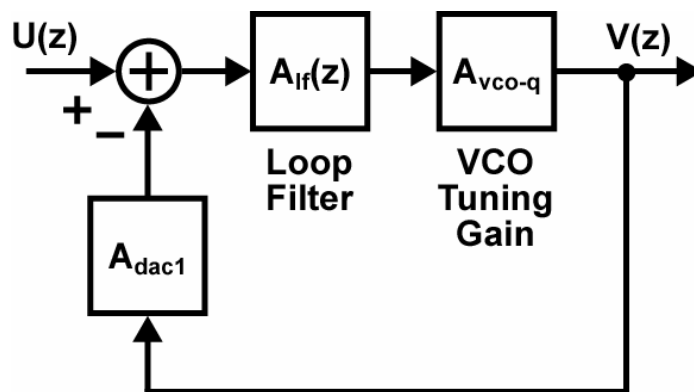 U(z)
V(z)
+
+
−
A_lf(z)
A_vco-q
Loop
Filter
VCO
Tuning
Gain
A_dac1